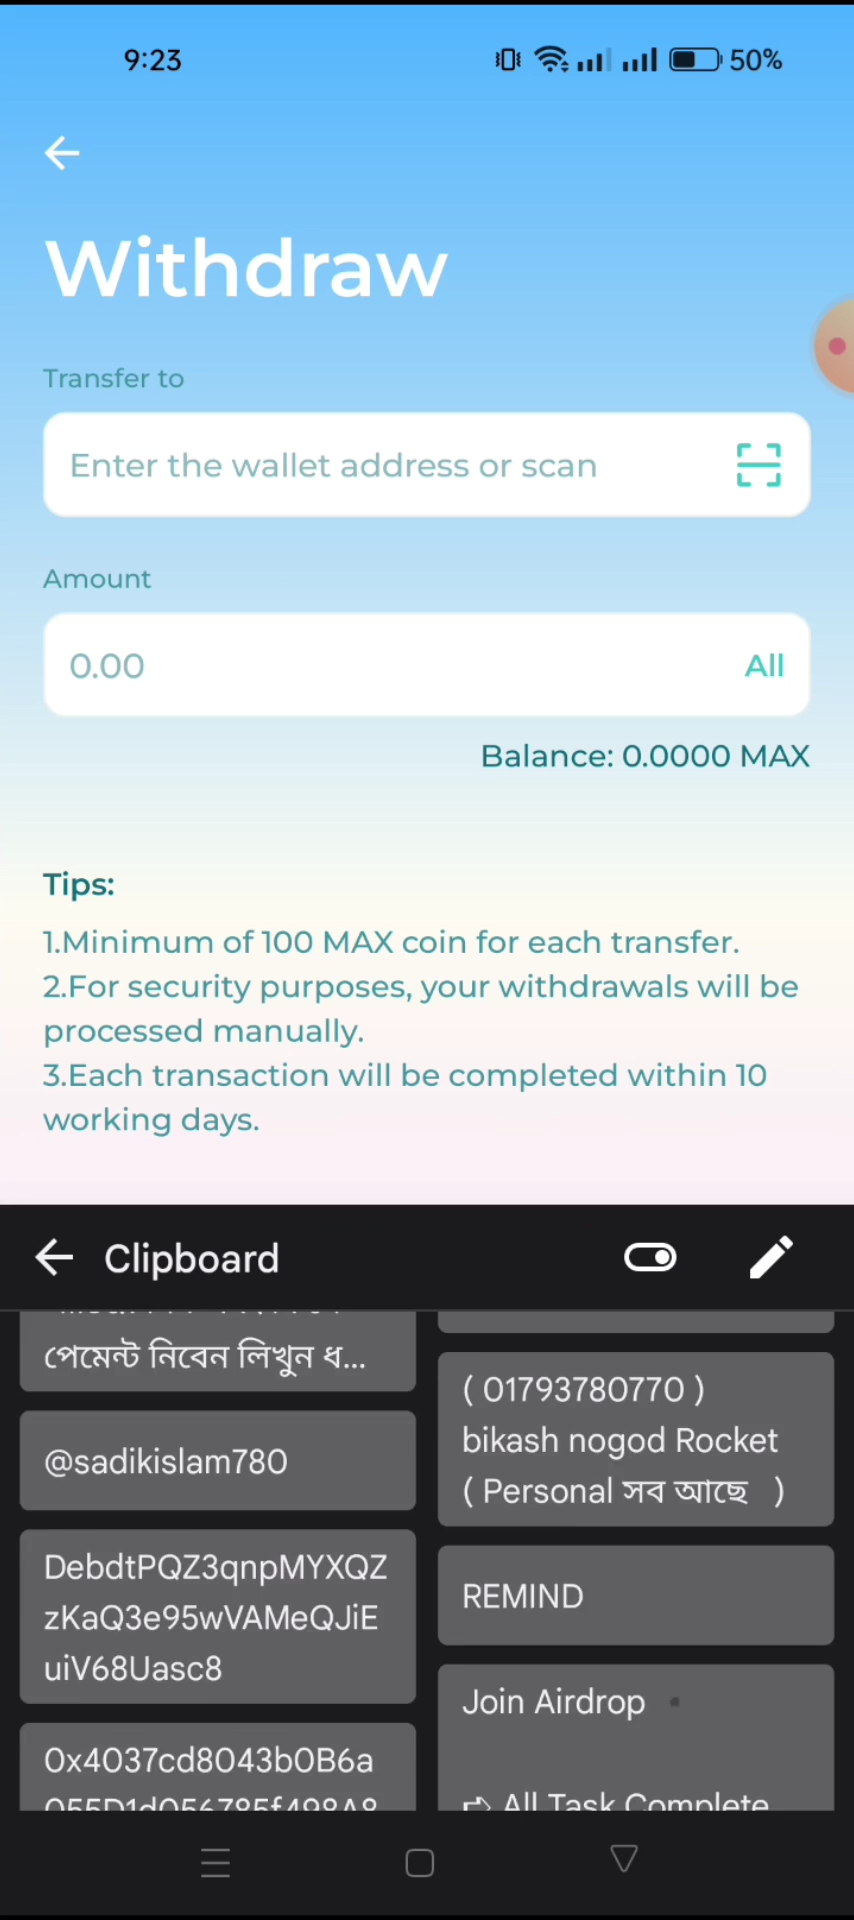 9:23
50%
Withdraw
Transfer to
Enter the wallet address or scan
Amount
0.00
All
Balance: 0.0000 MAX
Tips:
1.Minimum of 100 MAX coin for each transfer.
2.For security purposes, your withdrawals will be
processed manually.
3.Each transaction will be completed within 10
working days.
Clipboard
পেমেন্ট নিবেন লিখুন ধ...
@sadikislam780
DebdtPQZ3qnpMYXQZ
zKaQ3e95wVAMeQJiE
uiV68Uasc8
0x4037cd8043b0B6a
( 01793780770 )
bikash nogod Rocket
( Personal সব আছে )
REMIND
Join Airdrop
⇨ All Task Complete